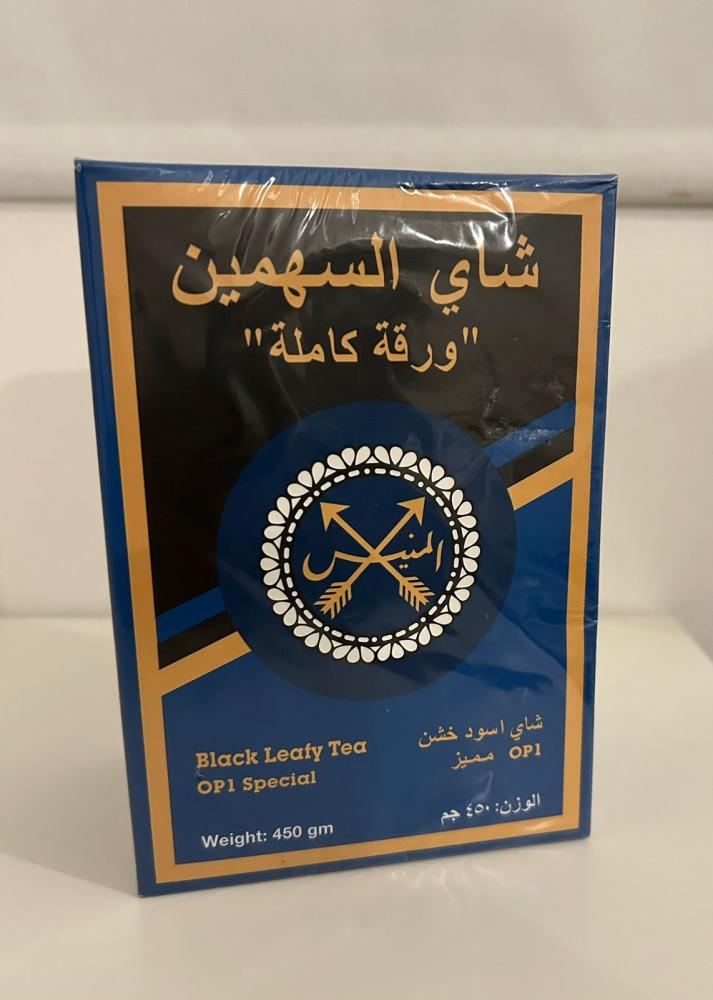 شاي السهمين
"ورقة كاملة"
المنيس
Black Leafy Tea
OP1 Special
Weight: 450 gm
شاي اسود خشن
OP1 مميز
الوزن: ٤٥٠ جم